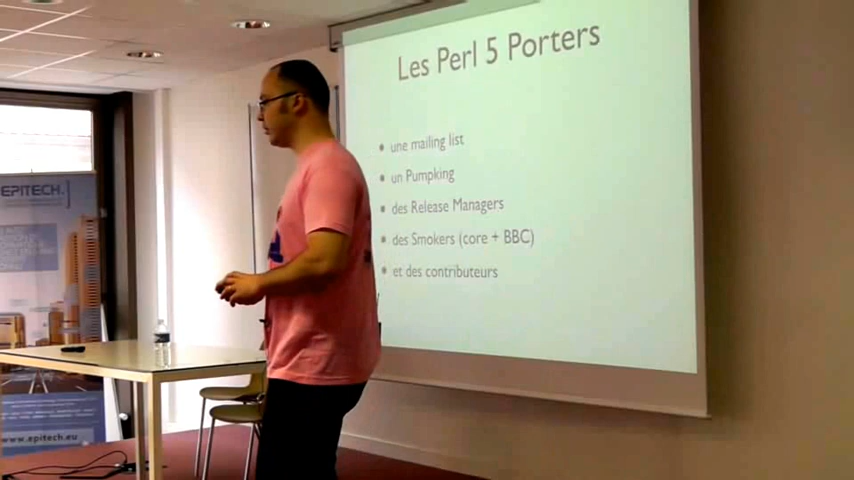 Les Perl 5 Porters
• une mailing list
• un Pumpking
• des Release Managers
• des Smokers (core + BBC)
• et des contributeurs
EPITECH.
www.epitech.eu